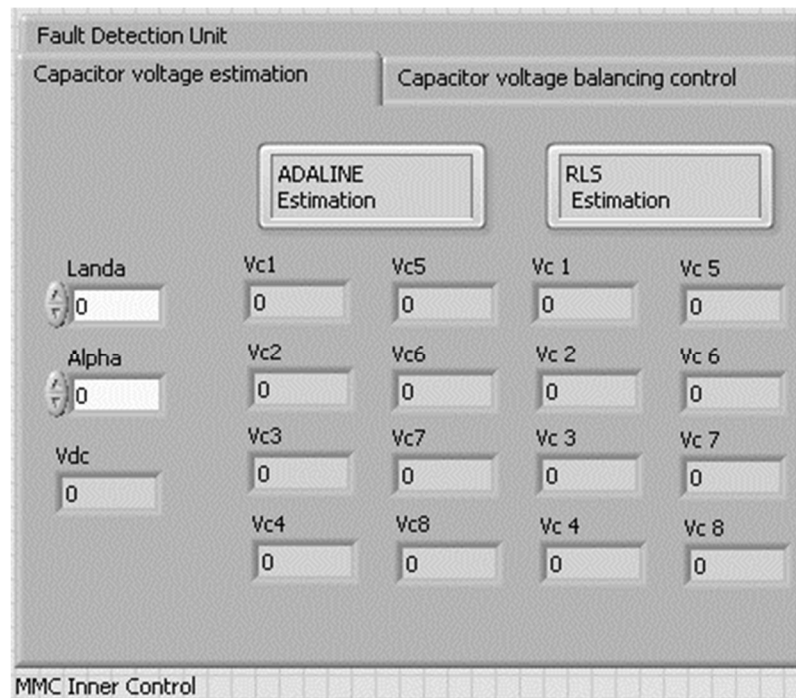 Fault Detection Unit
Capacitor voltage estimation
Capacitor voltage balancing control
ADALINE
Estimation
RLS
Estimation
Landa
0
Vc1
0
Vc5
0
Vc 1
0
Vc 5
0
Alpha
0
Vc2
0
Vc6
0
Vc 2
0
Vc 6
0
Vdc
0
Vc3
0
Vc7
0
Vc 3
0
Vc 7
0
Vc4
0
Vc8
0
Vc 4
0
Vc 8
0
MMC Inner Control